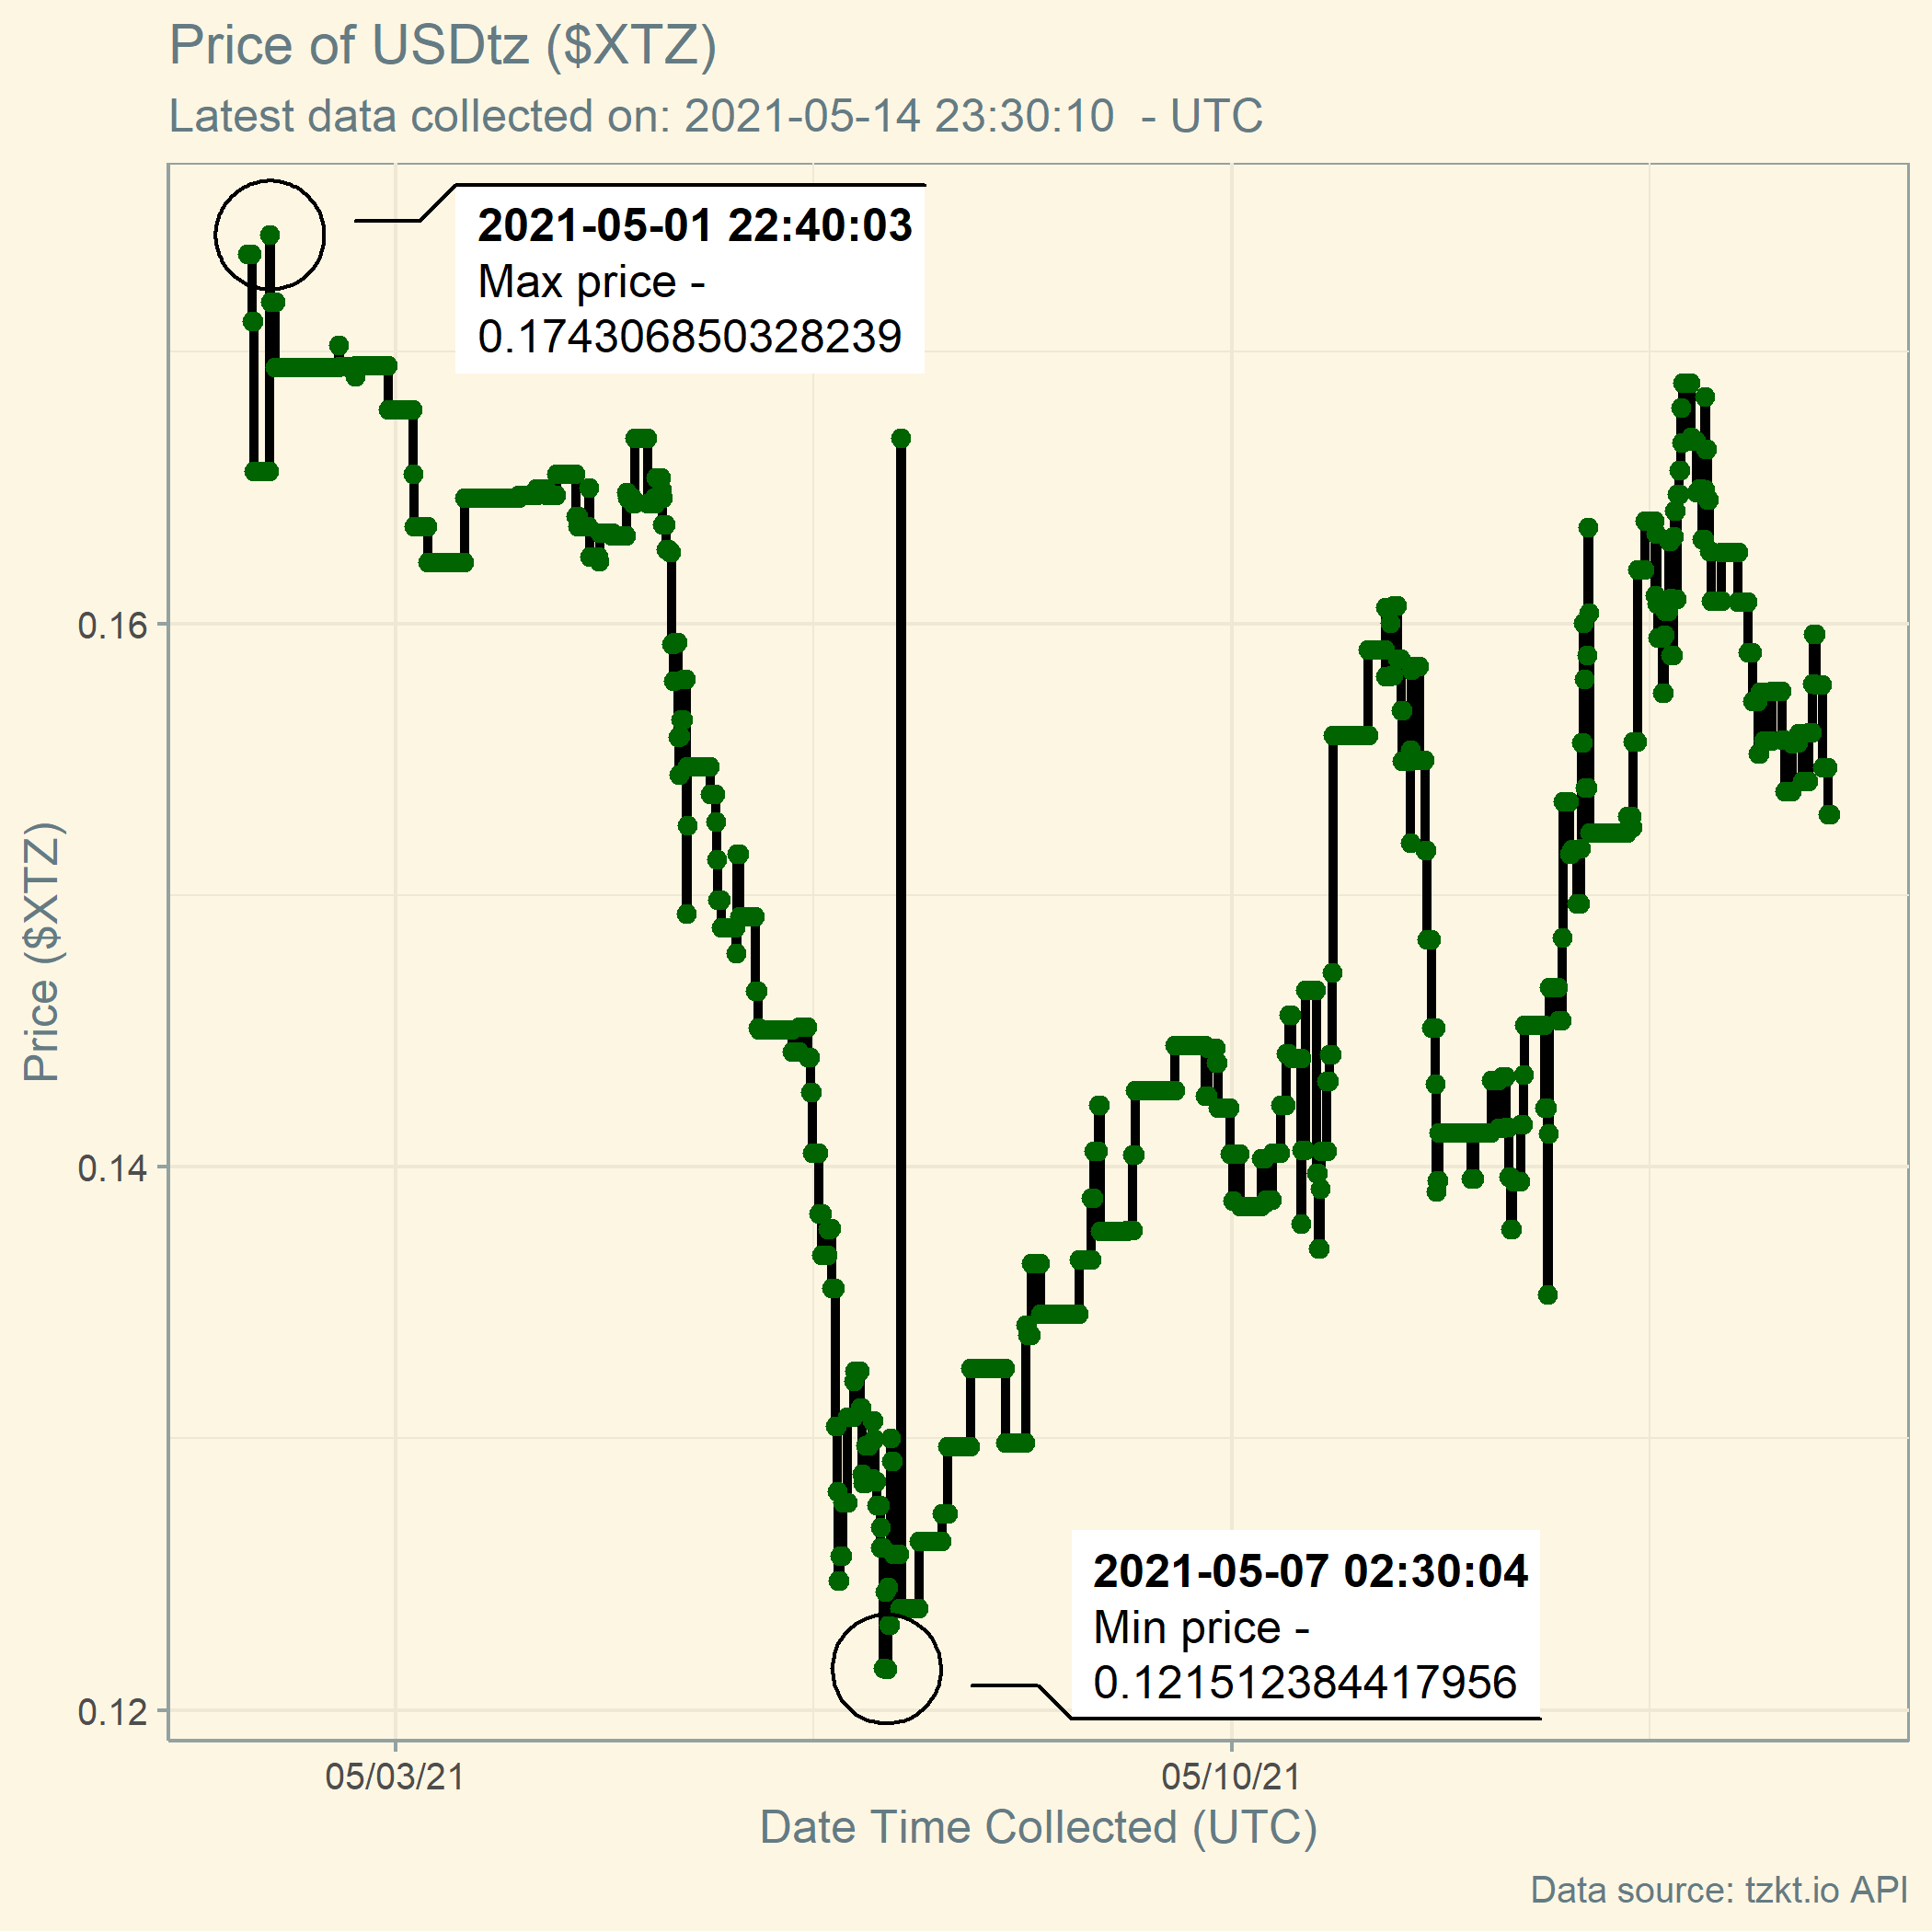 Price of USDtz ($XTZ)
Latest data collected on: 2021-05-14 23:30:10  - UTC
2021-05-01 22:40:03
Max price -
0.174306850328239
0.16
0.14
0.12
Price ($XTZ)
2021-05-07 02:30:04
Min price -
0.121512384417956
05/03/21
05/10/21
Date Time Collected (UTC)
Data source: tzkt.io API